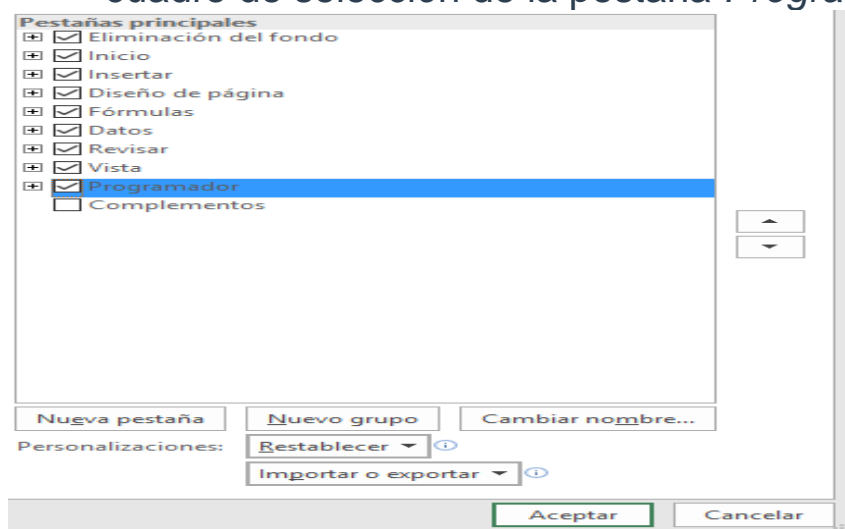 cuadro de selección de la pestaña
Pestañas principales
Eliminación del fondo
Inicio
Insertar
Diseño de página
Fórmulas
Datos
Revisar
Vista
Programador
Complementos
Nueva pestaña Nuevo grupo Cambiar nombre...
Personalizaciones: Restablecer
Importar o exportar
Aceptar Cancelar